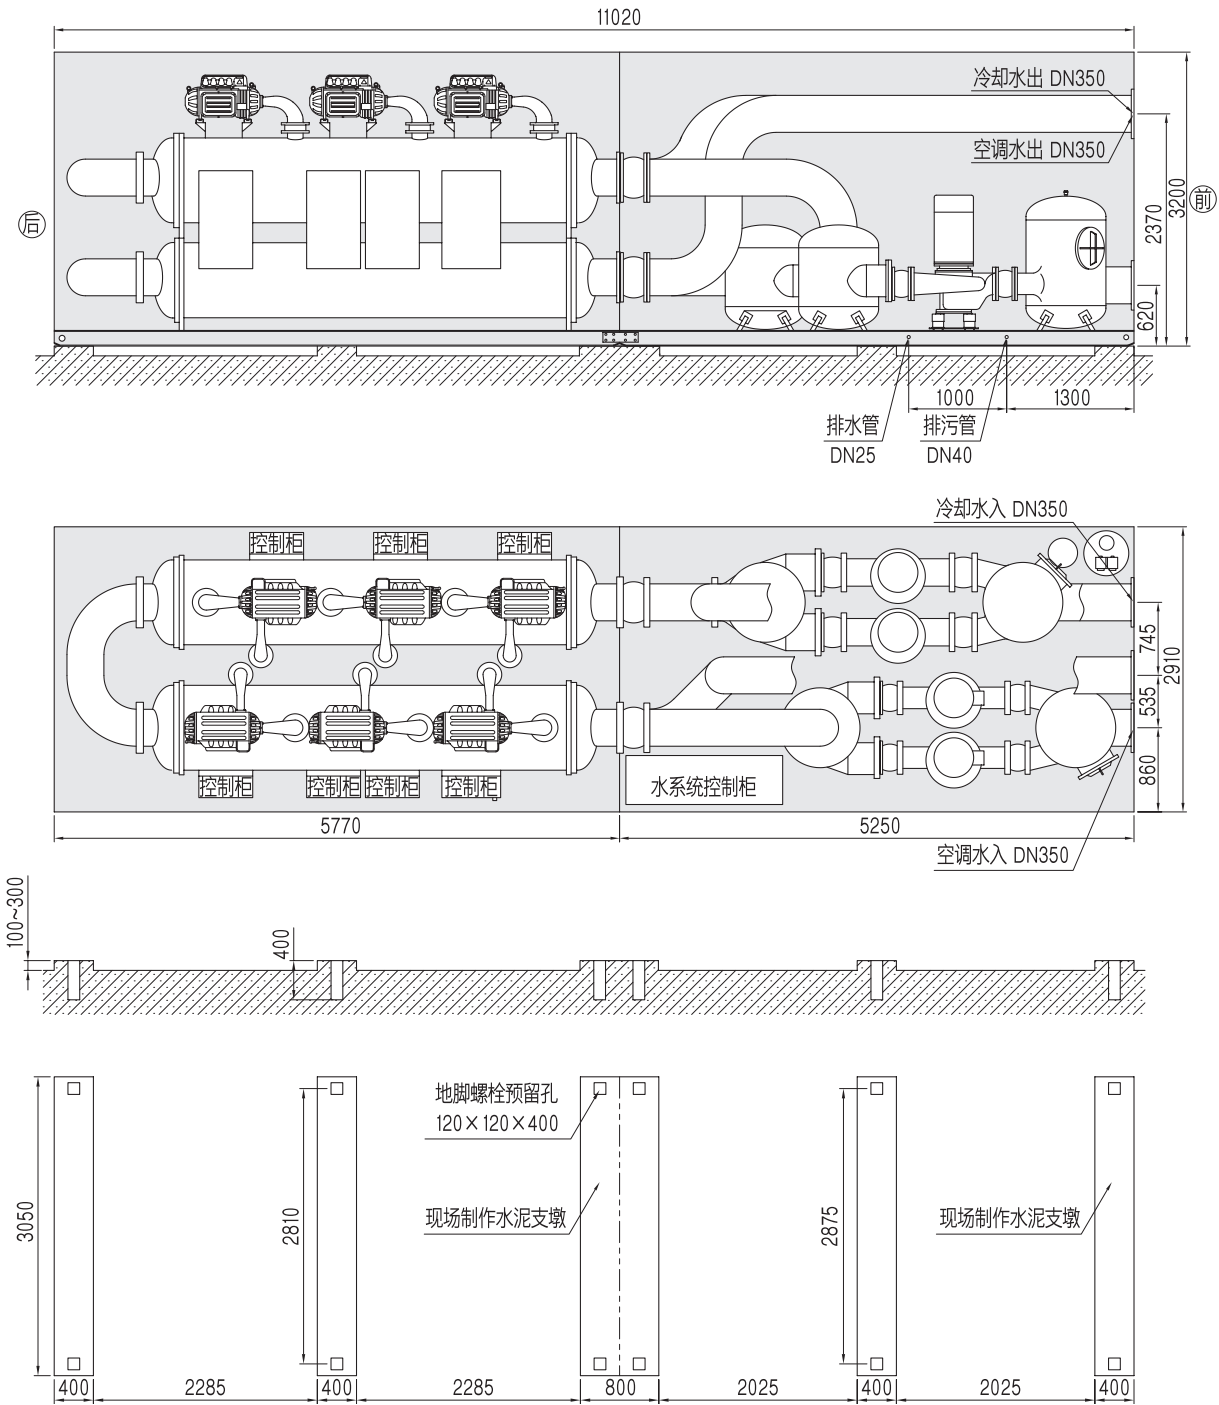 11020
冷却水出 DN350
空调水出 DN350
后
前
2370
3200
620
1000
1300
排水管
DN25
排污管
DN40
冷却水入 DN350
控制柜
控制柜
控制柜
745
535
860
2910
控制柜
控制柜
控制柜
控制柜
水系统控制柜
5770
5250
空调水入 DN350
100~300
400
地脚螺栓预留孔
120×120×400
3050
2810
现场制作水泥支墩
2875
现场制作水泥支墩
400
2285
400
2285
800
2025
400
2025
400